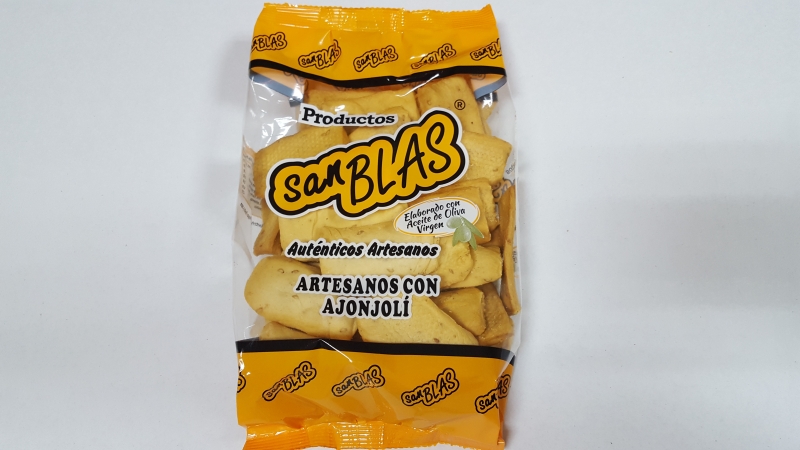 sanBLAS sanBLAS sanBLAS sanBLAS sanBLAS
Productos
®
sanBLAS
Elaborado con
Aceite de Oliva
Virgen
Auténticos Artesanos
ARTESANOS CON
AJONJOLÍ
sanBLAS sanBLAS sanBLAS sanBLAS